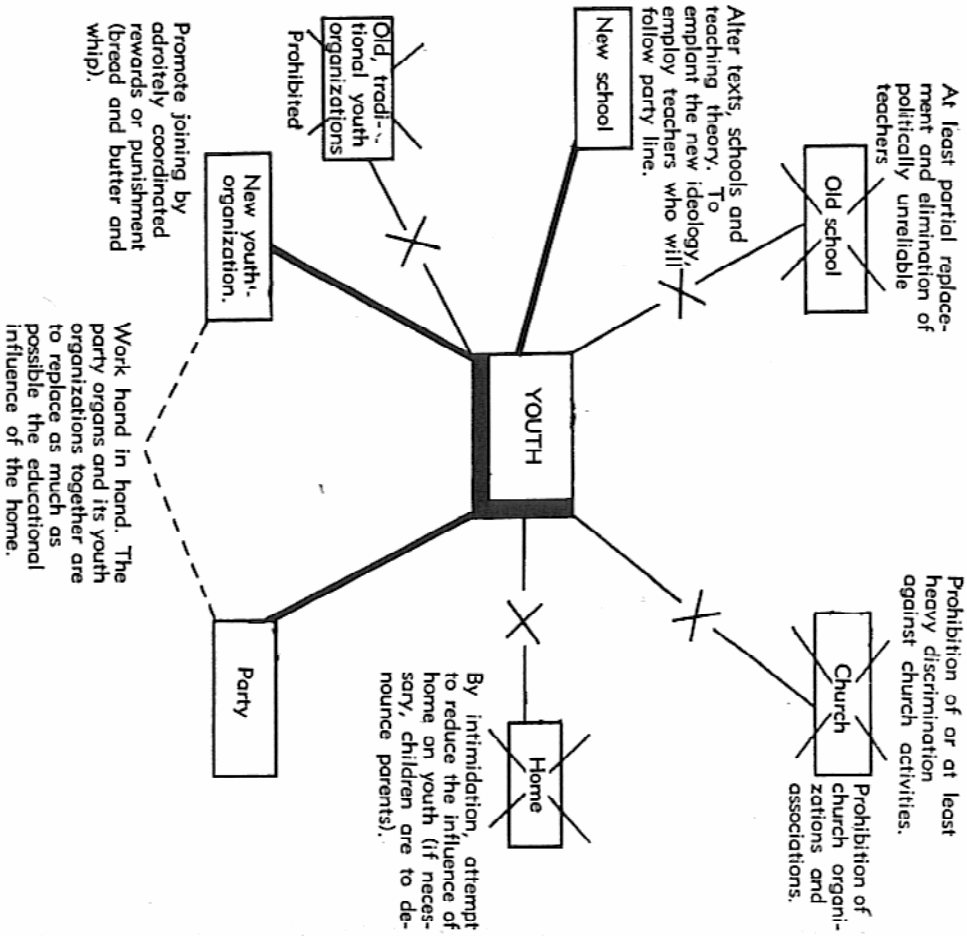 At least partial replace-
ment and elimination of
politically unreliable
teachers
Old school
Prohibition of or at least
heavy discrimination
against church activities.
Church
Prohibition of
church organi-
zations and
associations.
Alter texts, schools and
teaching theory. To
emplant the new ideology,
employ teachers who will
follow party line.
New school
YOUTH
Home
By intimidation, attempt
to reduce the influence of
home on youth (if neces-
sary, children are to de-
nounce parents).
Old, tradi-
tional youth
organizations
Prohibited
New youth'-
organization.
Party
Promote joining by
adroitely coordinated
rewards or punishment
(bread and butter and
whip).
Work hand in hand. The
party organs and its youth
organizations together are
to replace as much as
possible the educational
influence of the home.